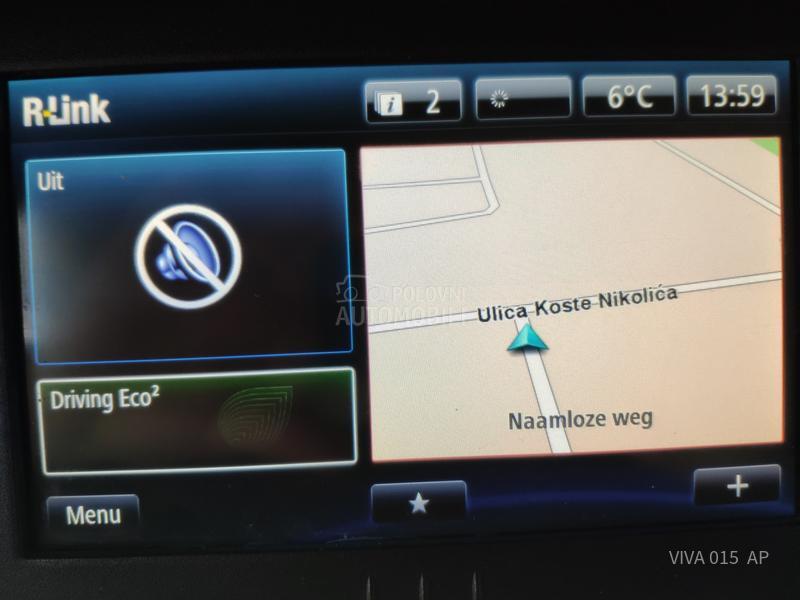 R-Link
2
6°C
13:59
Uit
POLOVNI
AUTOMOBILI
Ulica Koste Nikolića
Driving Eco²
Naamloze weg
Menu
VIVA 015 AP